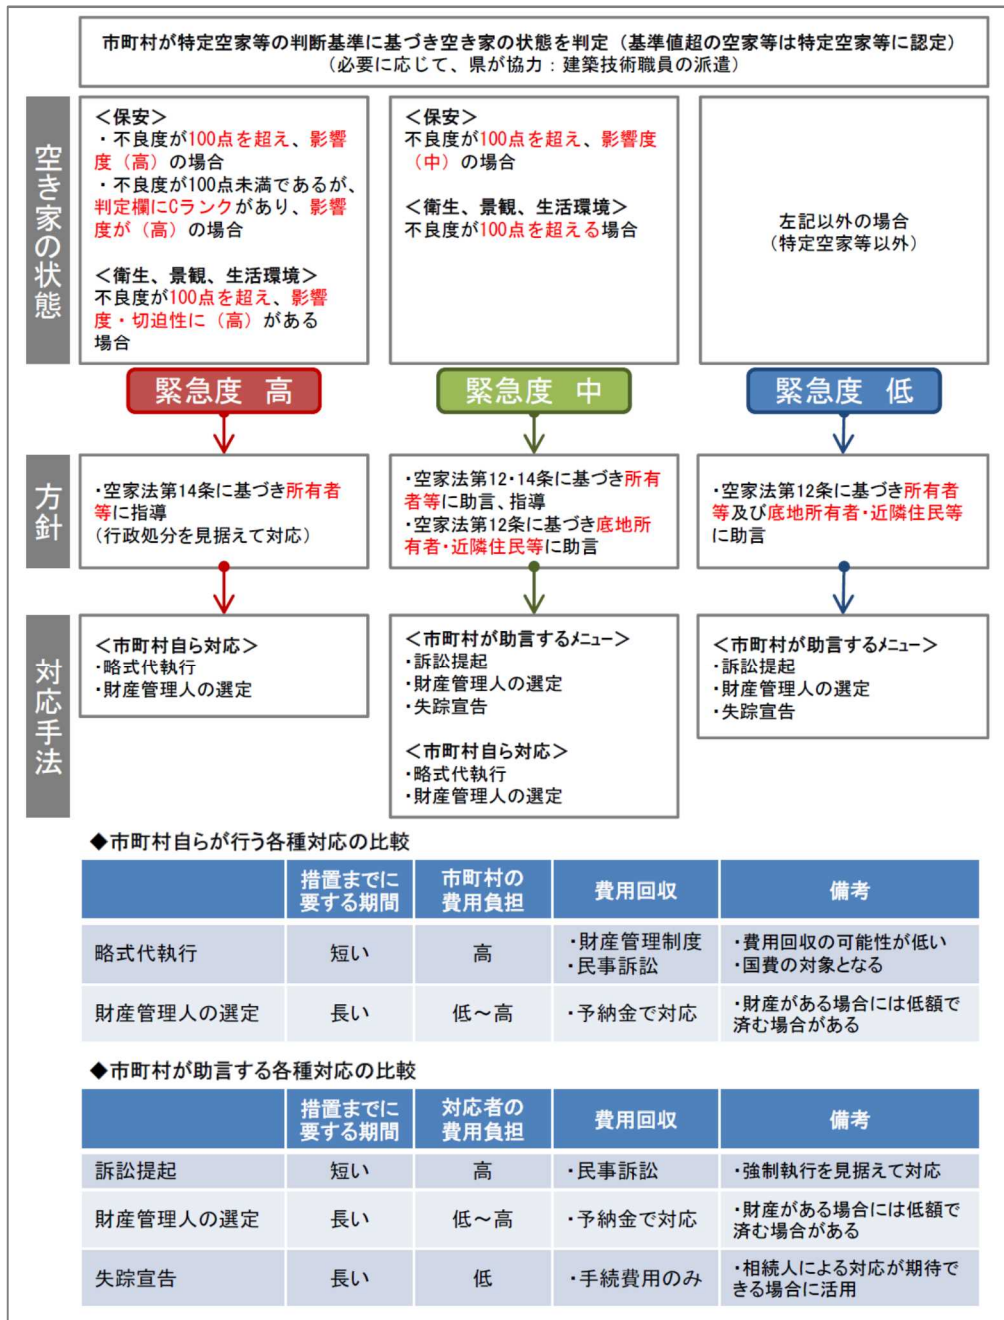 市町村が特定空家等の判断基準に基づき空き家の状態を判定（基準値超の空家等は特定空家等に認定）
（必要に応じて、県が協力：建築技術職員の派遣）
空き家の状態
＜保安＞
・不良度が100点を超え、影響
度（高）の場合
・不良度が100点未満であるが、
判定欄にCランクがあり、影響
度が（高）の場合
＜衛生、景観、生活環境＞
不良度が100点を超え、影響
度・切迫性に（高）がある
場合
＜保安＞
不良度が100点を超え、影響度
（中）の場合
＜衛生、景観、生活環境＞
不良度が100点を超える場合
左記以外の場合
（特定空家等以外）
緊急度 高
緊急度 中
緊急度 低
方針
・空家法第14条に基づき所有者
等に指導
（行政処分を見据えて対応）
・空家法第12・14条に基づき所有
者等に助言、指導
・空家法第12条に基づき底地所
有者・近隣住民等に助言
・空家法第12条に基づき所有者
等及び底地所有者・近隣住民等
に助言
対応手法
＜市町村自ら対応＞
・略式代執行
・財産管理人の選定
＜市町村が助言するメニュー＞
・訴訟提起
・財産管理人の選定
・失踪宣告
＜市町村自ら対応＞
・略式代執行
・財産管理人の選定
＜市町村が助言するメニュー＞
・訴訟提起
・財産管理人の選定
・失踪宣告
◆市町村自らが行う各種対応の比較
措置までに
要する期間
市町村の
費用負担
費用回収
備考
略式代執行
短い
高
・財産管理制度
・民事訴訟
・費用回収の可能性が低い
・国費の対象となる
財産管理人の選定
長い
低～高
・予納金で対応
・財産がある場合には低額で
済む場合がある
◆市町村が助言する各種対応の比較
措置までに
要する期間
対応者の
費用負担
費用回収
備考
訴訟提起
短い
高
・民事訴訟
・強制執行を見据えて対応
財産管理人の選定
長い
低～高
・予納金で対応
・財産がある場合には低額で
済む場合がある
失踪宣告
長い
低
・手続費用のみ
・相続人による対応が期待で
きる場合に活用